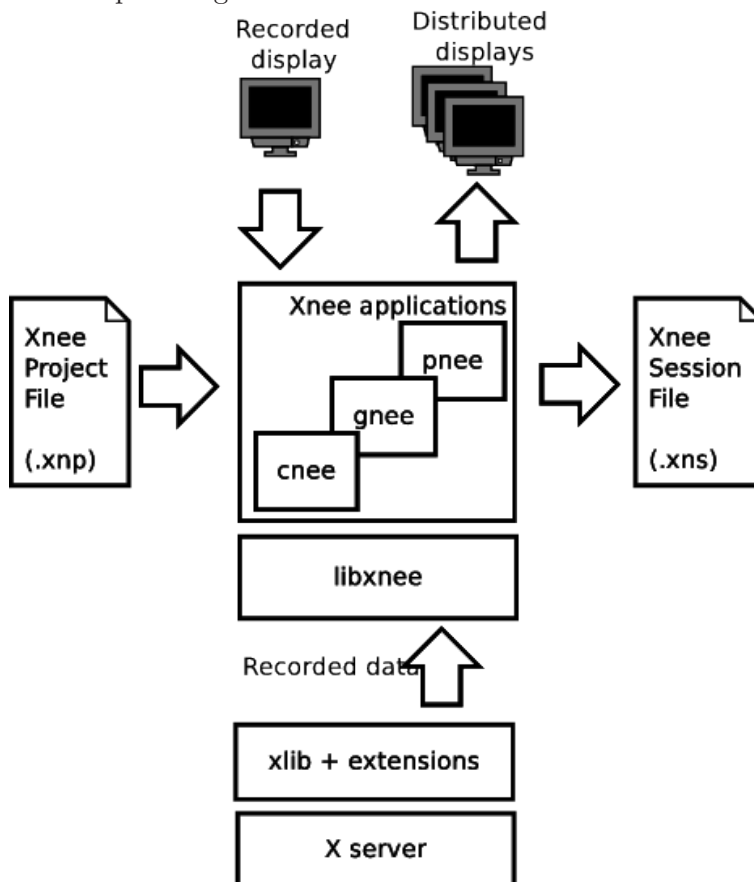 Recorded
display
Distributed
displays
Xnee applications
Xnee
Project
File
(.xnp)
pnee
gnee
cnee
Xnee
Session
File
(.xns)
libxnee
Recorded data
xlib + extensions
X server